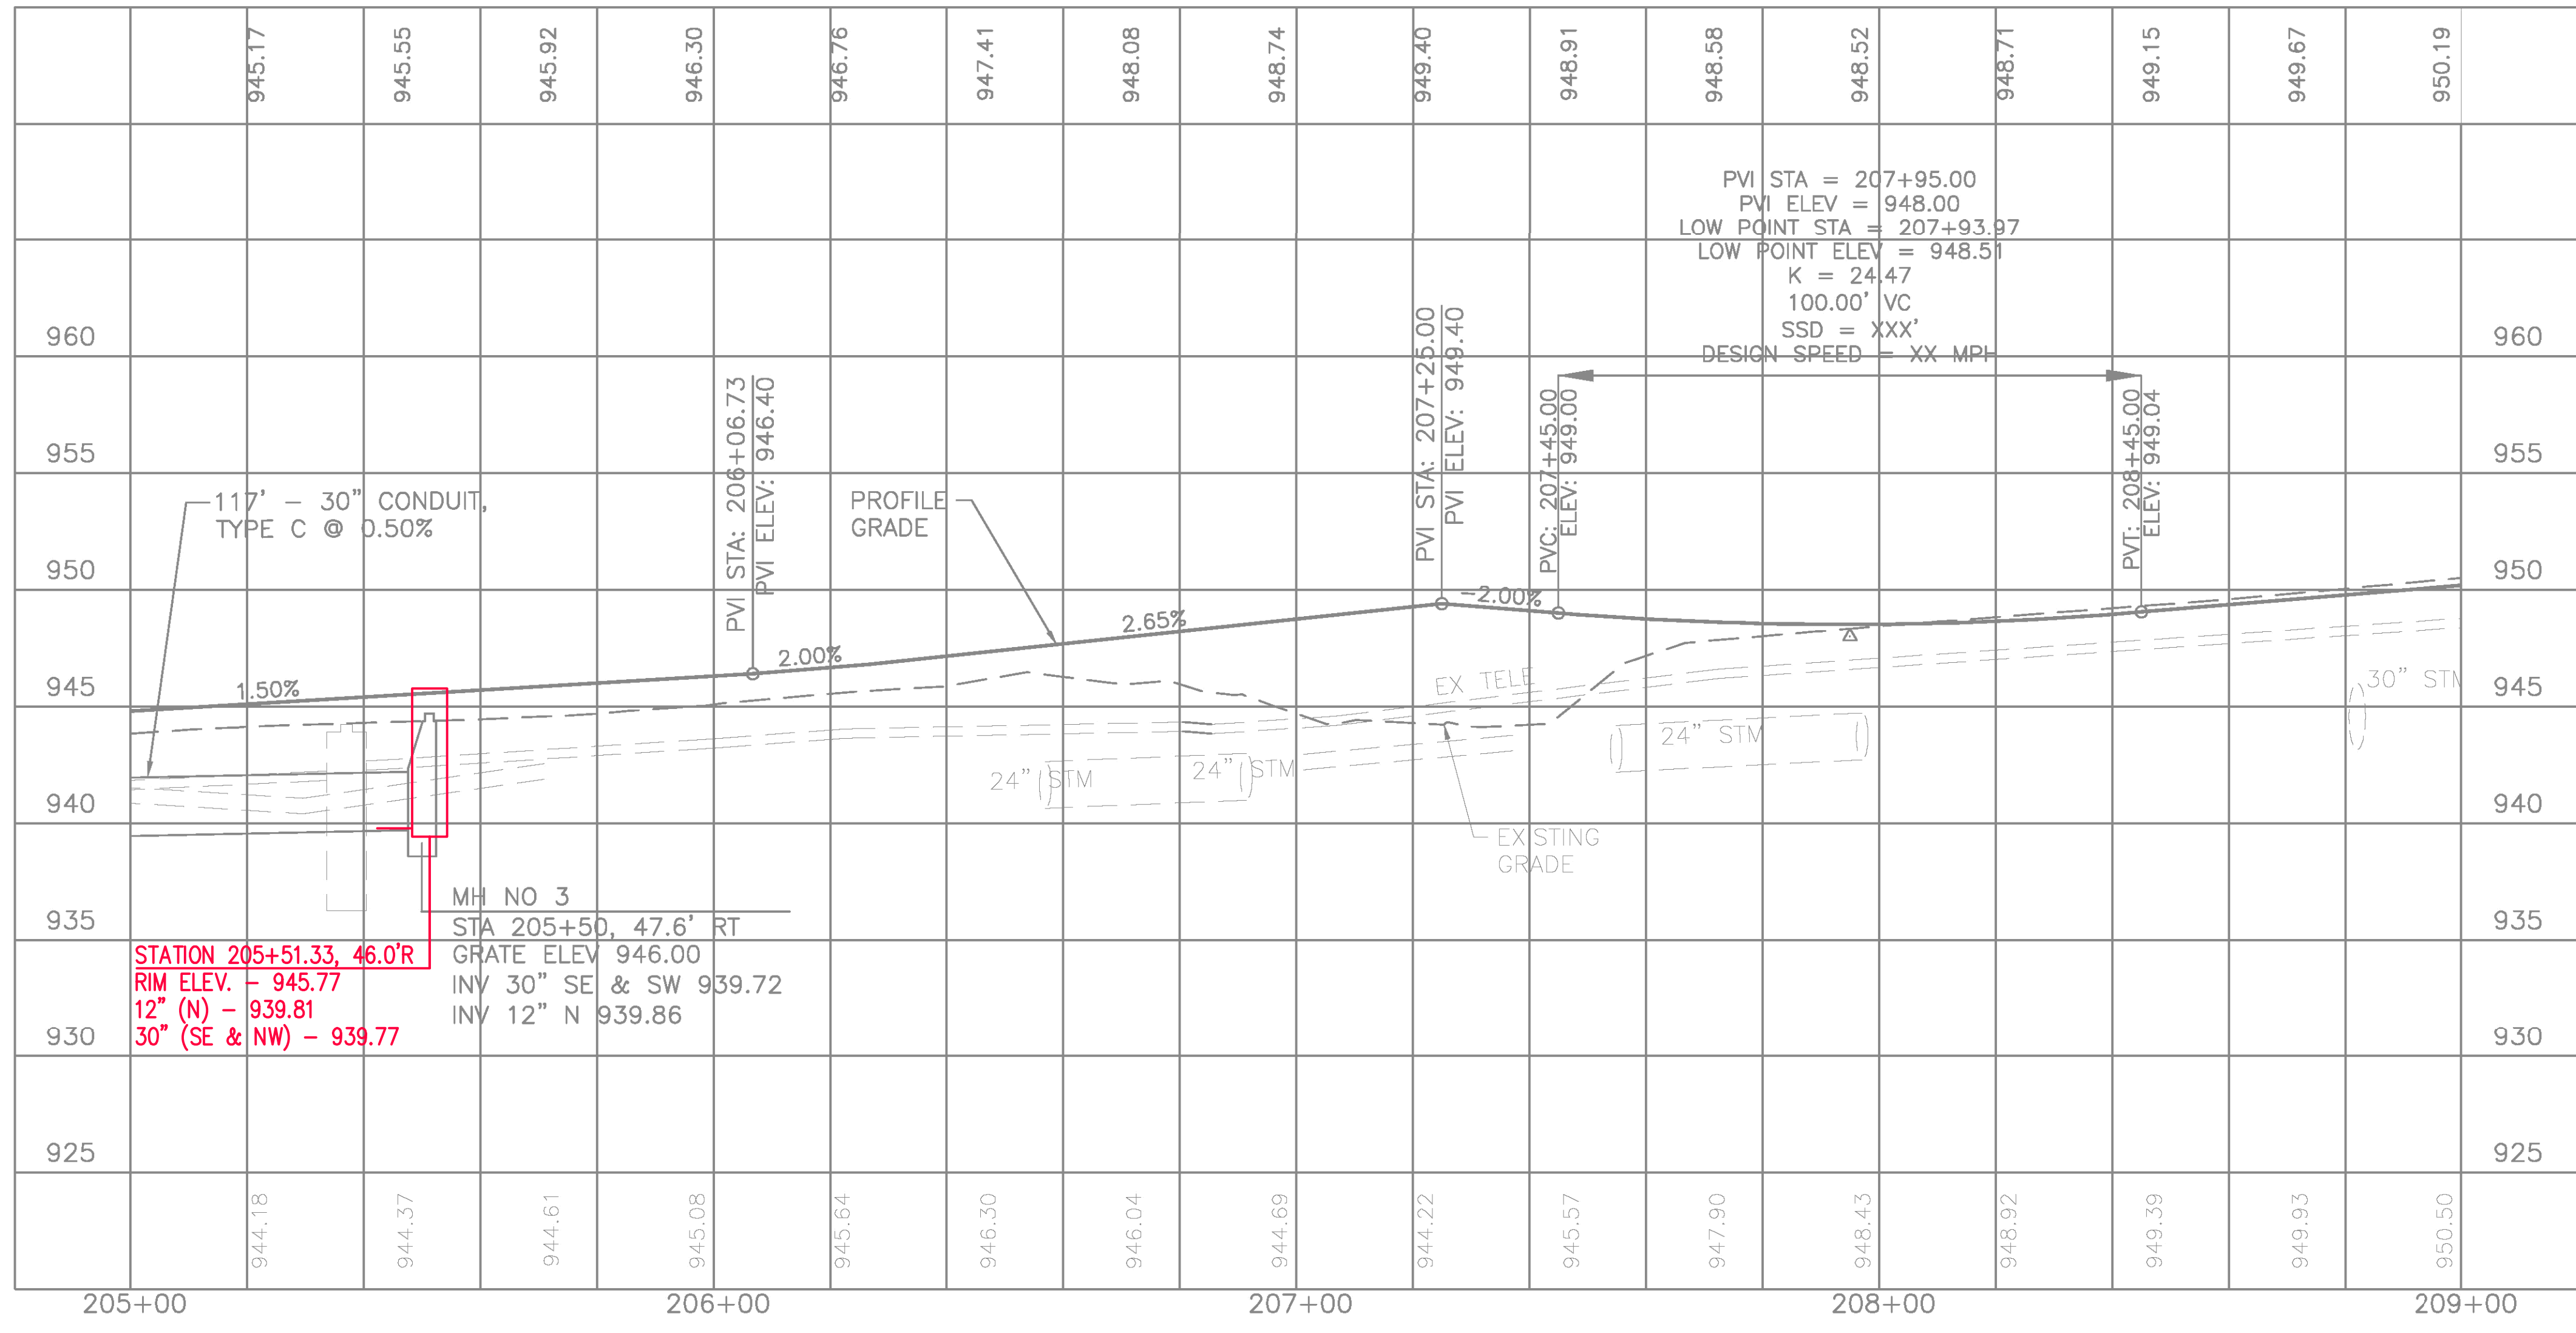 945.17
945.55
945.92
946.30
946.76
947.41
948.08
948.74
949.40
948.91
948.58
948.52
948.71
949.15
949.67
950.19
PVI STA = 207+95.00
PVI ELEV = 948.00
LOW POINT STA = 207+93.97
LOW POINT ELEV = 948.51
K = 24.47
100.00' VC
SSD = XXX'
DESIGN SPEED = XX MPH
960
960
PVI STA: 206+06.73
PVI ELEV: 946.40
PVI STA: 207+25.00
PVI ELEV: 949.40
PVC: 207+45.00
ELEV: 949.00
PVT: 208+45.00
ELEV: 949.04
955
955
117' - 30" CONDUIT,
TYPE C @ 0.50%
PROFILE
GRADE
950
950
1.50%
2.00%
2.65%
-2.00%
945
945
EX TELE
30" STM
24" STM
24" STM
24" STM
940
940
EXISTING
GRADE
935
935
MH NO 3
STA 205+50, 47.6' RT
GRATE ELEV 946.00
INV 30" SE & SW 939.72
INV 12" N 939.86
STATION 205+51.33, 46.0'R
RIM ELEV. - 945.77
12" (N) - 939.81
30" (SE & NW) - 939.77
930
930
925
925
944.18
944.37
944.61
945.08
945.64
946.30
946.04
944.69
944.22
945.57
947.90
948.43
948.92
949.39
949.93
950.50
205+00
206+00
207+00
208+00
209+00